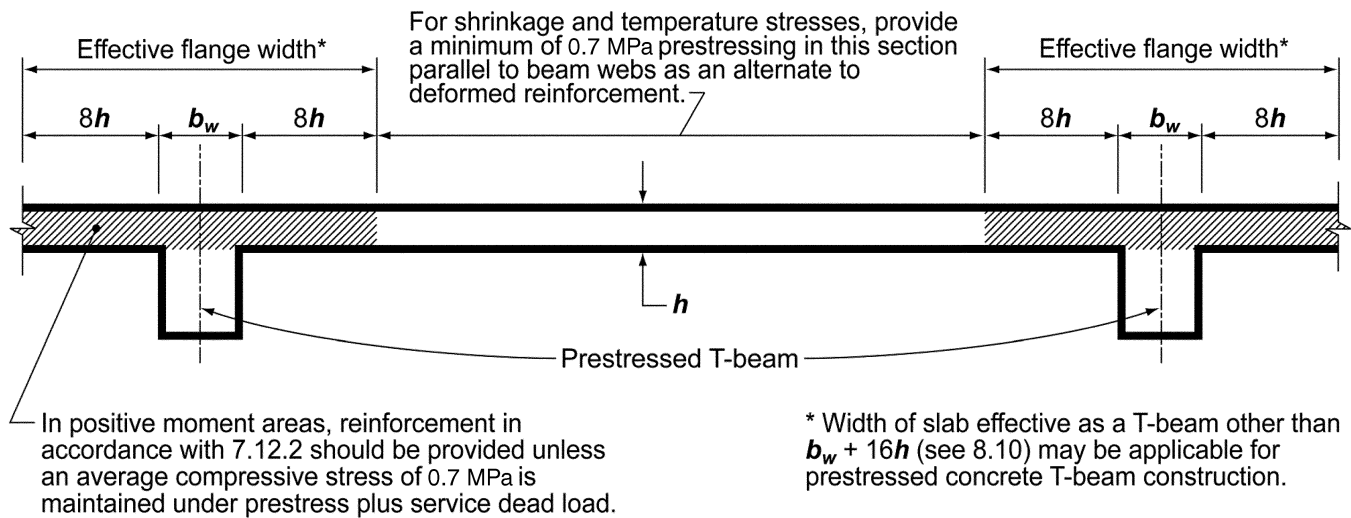 For shrinkage and temperature stresses, provide
a minimum of 0.7 MPa prestressing in this section
parallel to beam webs as an alternate to
deformed reinforcement.
Effective flange width*
Effective flange width*
8h
bw
8h
8h
bw
8h
h
Prestressed T-beam
In positive moment areas, reinforcement in
accordance with 7.12.2 should be provided unless
an average compressive stress of 0.7 MPa is
maintained under prestress plus service dead load.
* Width of slab effective as a T-beam other than
bw + 16h (see 8.10) may be applicable for
prestressed concrete T-beam construction.